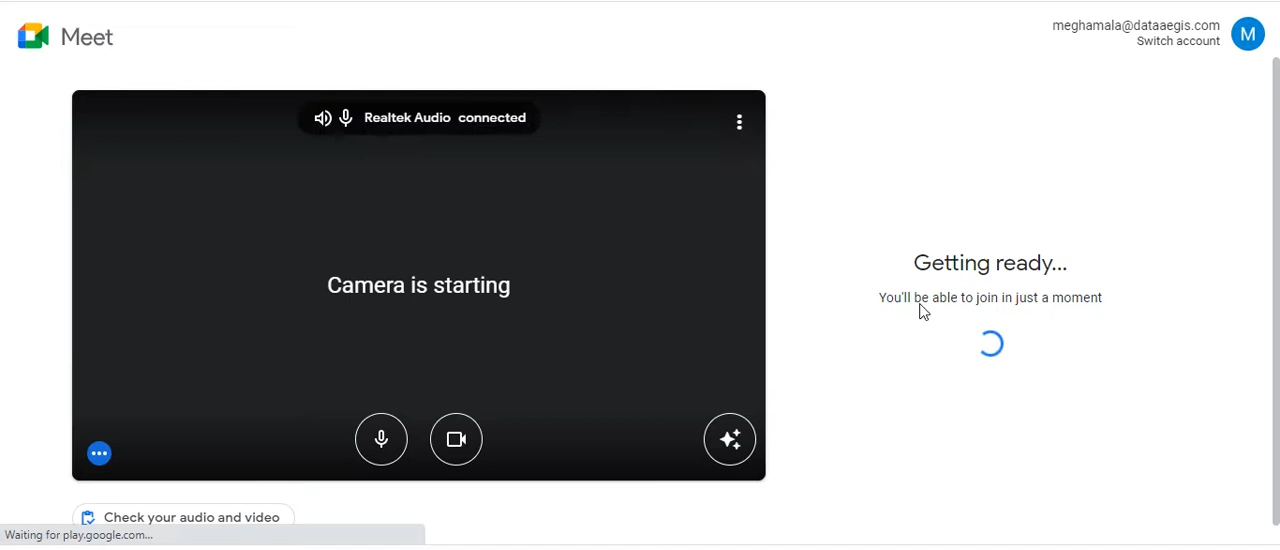 Meet
meghamala@dataaegis.com
Switch account
M
Realtek Audio connected
Camera is starting
Getting ready...
You'll be able to join in just a moment
Check your audio and video
Waiting for play.google.com...